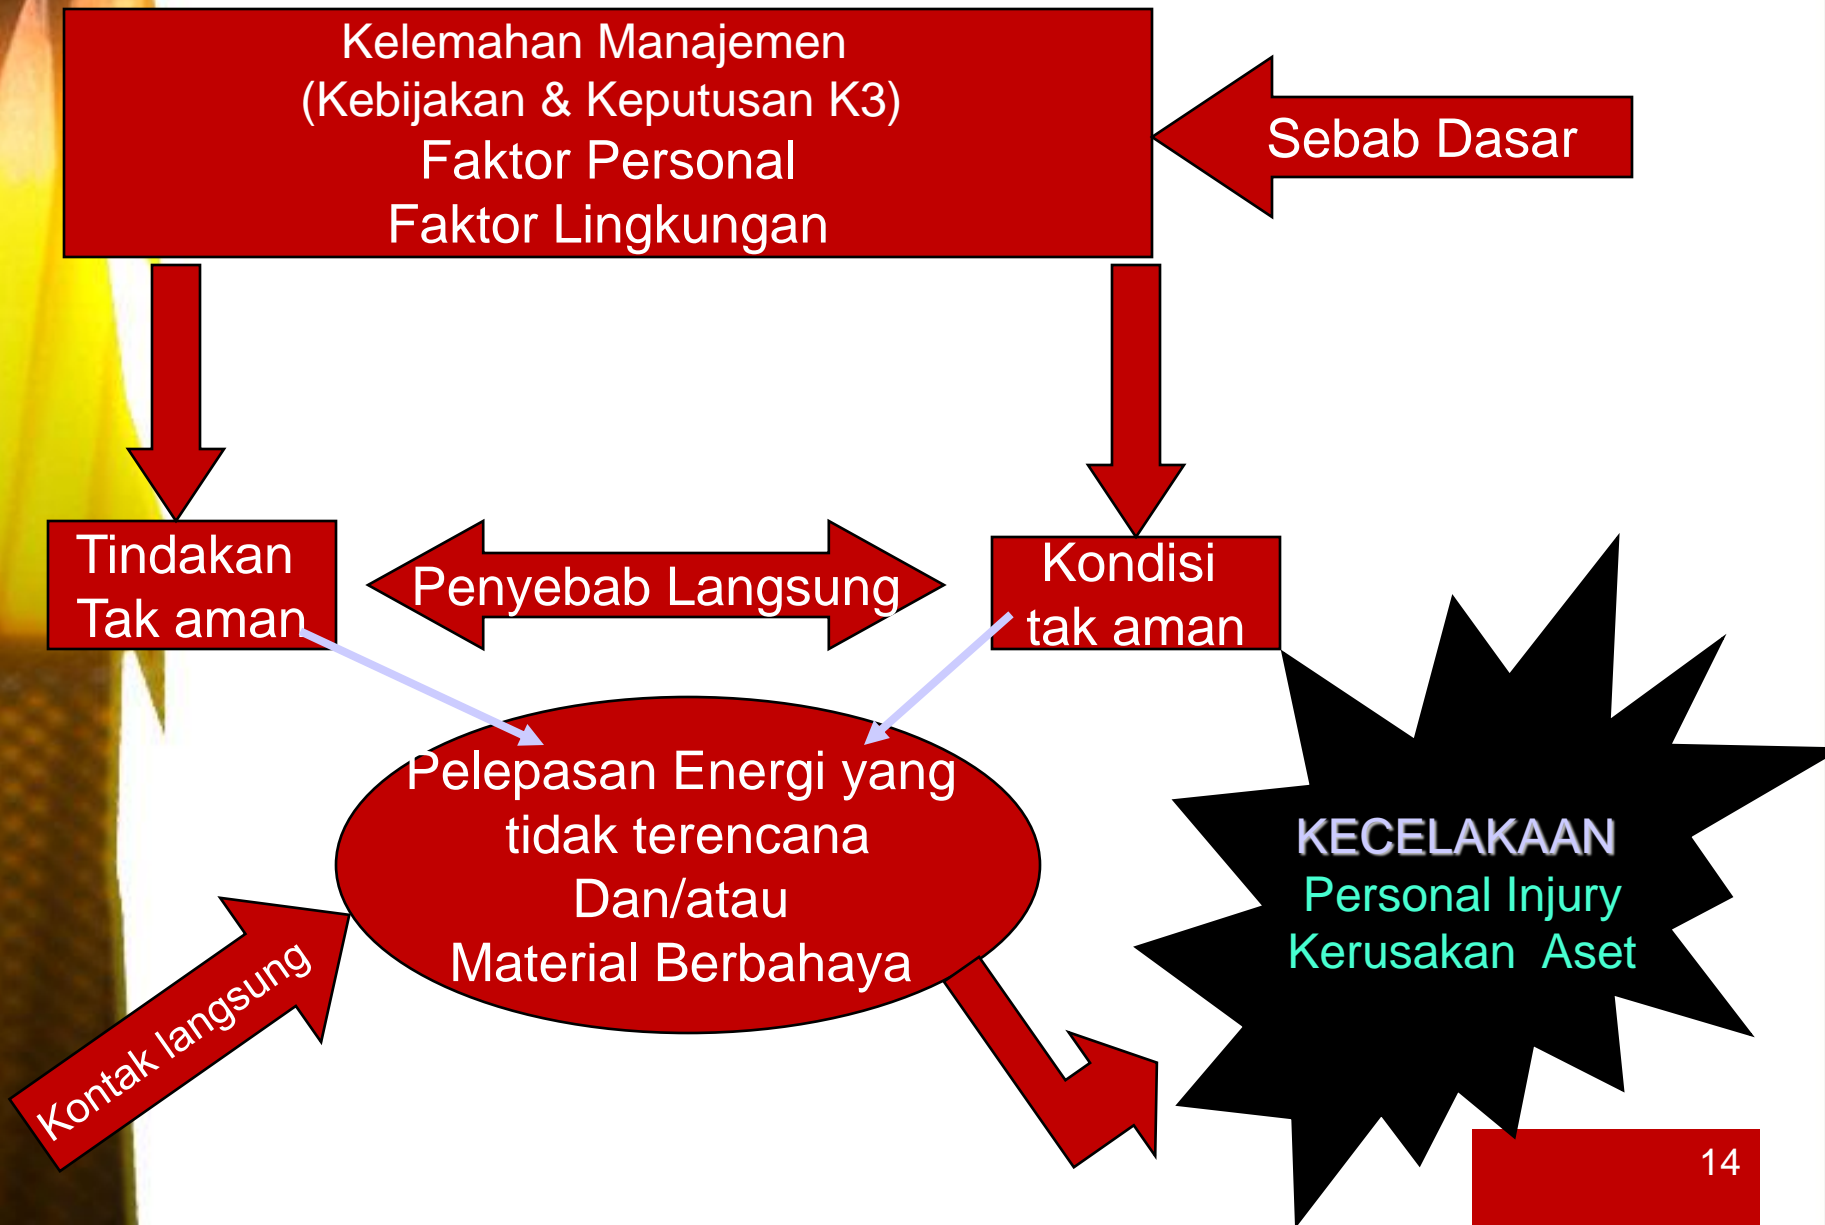 Kelemahan Manajemen
(Kebijakan & Keputusan K3)
Faktor Personal
Faktor Lingkungan
Sebab Dasar
Tindakan
Tak aman
Penyebab Langsung
Kondisi
tak aman
Pelepasan Energi yang
tidak terencana
Dan/atau
Material Berbahaya
Kontak langsung
KECELAKAAN
Personal Injury
Kerusakan Aset
14